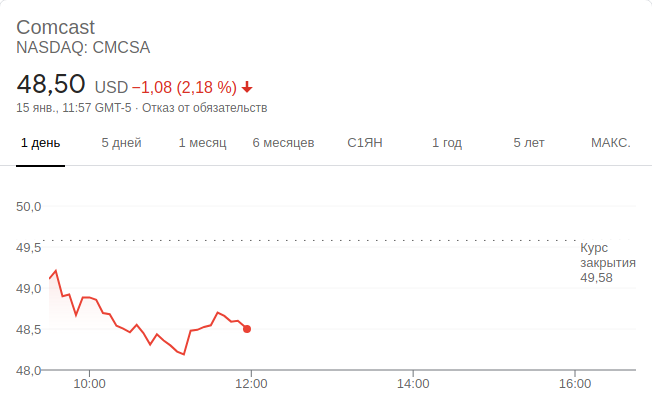 Comcast
NASDAQ: CMCSA
48,50 USD −1,08 (2,18 %)
15 янв., 11:57 GMT-5 · Отказ от обязательств
1 день 5 дней 1 месяц 6 месяцев С1ЯН 1 год 5 лет МАКС.
50,0
49,5
Курс
закрытия
49,58
49,0
48,5
48,0
10:00 12:00 14:00 16:00